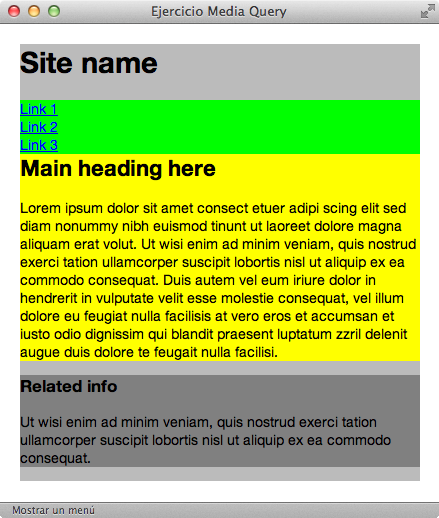 Ejercicio Media Query
Site name
Link 1
Link 2
Link 3
Main heading here
Lorem ipsum dolor sit amet consect etuer adipi scing elit sed
diam nonummy nibh euismod tinunt ut laoreet dolore magna
aliquam erat volut. Ut wisi enim ad minim veniam, quis nostrud
exerci tation ullamcorper suscipit lobortis nisl ut aliquip ex ea
commodo consequat. Duis autem vel eum iriure dolor in
hendrerit in vulputate velit esse molestie consequat, vel illum
dolore eu feugiat nulla facilisis at vero eros et accumsan et
iusto odio dignissim qui blandit praesent luptatum zzril delenit
augue duis dolore te feugait nulla facilisi.
Related info
Ut wisi enim ad minim veniam, quis nostrud exerci tation
ullamcorper suscipit lobortis nisl ut aliquip ex ea commodo
consequat.
Mostrar un menú